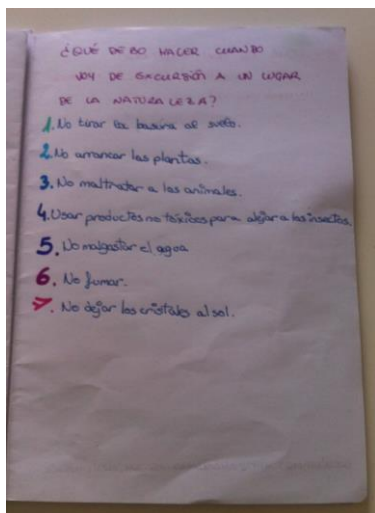 ¿QUÉ DEBO HACER CUANDO
VOY DE EXCURSIÓN A UN LUGAR
DE LA NATURALEZA?
1. No tirar la basura al suelo.
2. No arrancar las plantas.
3. No maltratar a los animales.
4. Usar productos no tóxicos para alejar a los insectos.
5. No malgastar el agua
6. No fumar.
7. No dejar los cristales al sol.